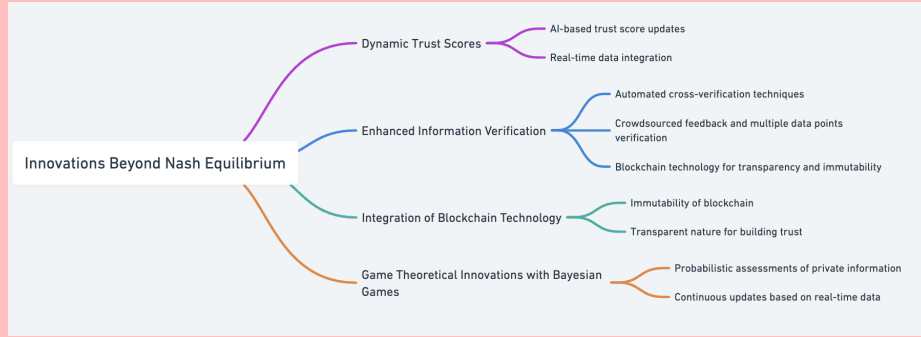 Innovations Beyond Nash Equilibrium
Dynamic Trust Scores
AI-based trust score updates
Real-time data integration
Enhanced Information Verification
Automated cross-verification techniques
Crowdsourced feedback and multiple data points
verification
Blockchain technology for transparency and immutability
Integration of Blockchain Technology
Immutability of blockchain
Transparent nature for building trust
Game Theoretical Innovations with Bayesian
Games
Probabilistic assessments of private information
Continuous updates based on real-time data